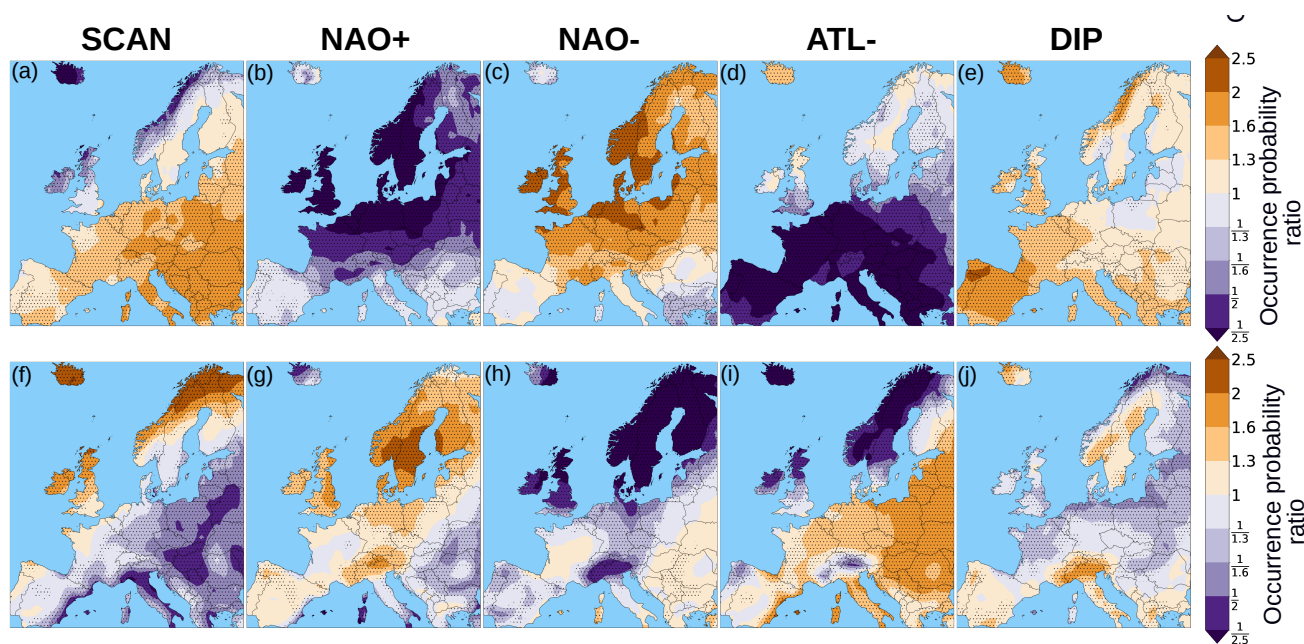 SCAN NAO+ NAO- ATL- DIP
(a) (b) (c) (d) (e)
2.5
2
1.6
1.3
1
1/1.3
1/1.6
1/2
1/2.5
Occurrence probability
ratio
(f) (g) (h) (i) (j)
2.5
2
1.6
1.3
1
1/1.3
1/1.6
1/2
1/2.5
Occurrence probability
ratio